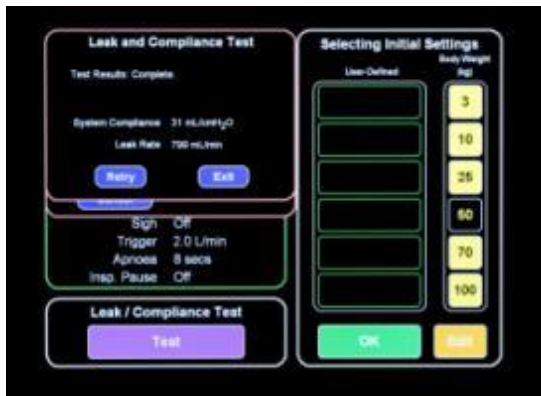 Leak and Compliance Test
Test Results: Complete
System Compliance 31 mL/cmH₂O
Leak Rate 799 mL/min
Retry Exit
Sigh Off
Trigger 2.0 L/min
Apnoea 8 secs
Insp. Pause Off
Leak / Compliance Test
Test
Selecting Initial Settings
User-Defined
Body Weight
(kg)
3
10
25
50
70
100
OK Edit